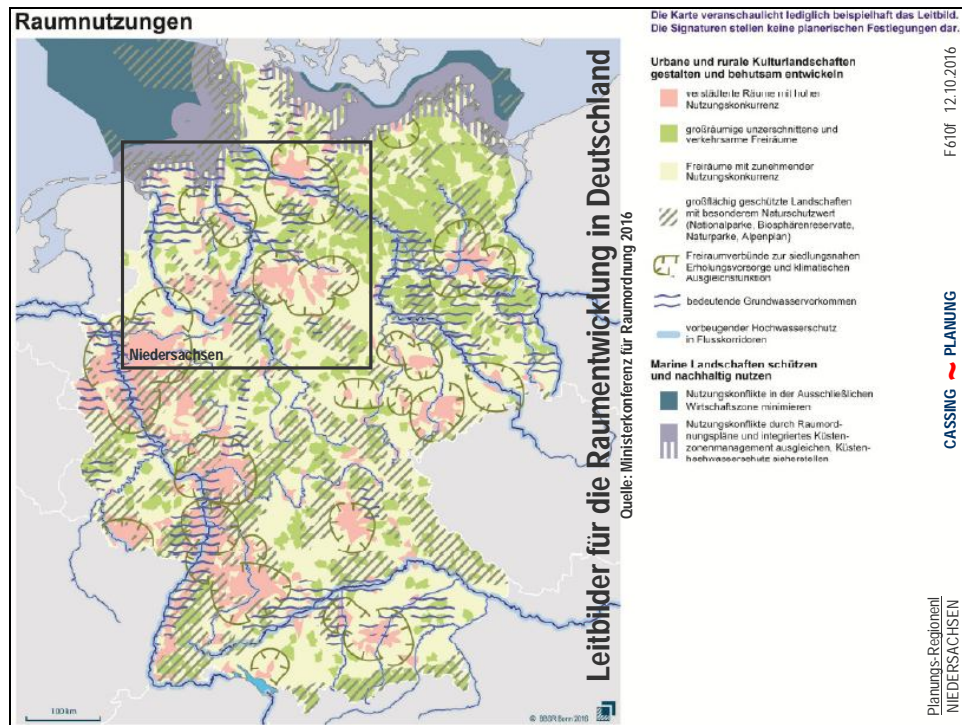 Raumnutzungen
Leitbilder für die Raumentwicklung in Deutschland
Quelle: Ministerkonferenz für Raumordnung 2016
Niedersachsen
100 km
© BBSR Bonn 2016
Die Karte veranschaulicht lediglich beispielhaft das Leitbild.
Die Signaturen stellen keine planerischen Festlegungen dar.
Urbane und rurale Kulturlandschaften
gestalten und behutsam entwickeln
verstädterte Räume mit hoher
Nutzungskonkurrenz
großräumige unzerschnittene und
verkehrsarme Freiräume
Freiräume mit zunehmender
Nutzungskonkurrenz
großflächig geschützte Landschaften
mit besonderem Naturschutzwert
(Nationalparke, Biosphärenreservate,
Naturparke, Alpenplan)
Freiraumverbünde zur siedlungsnahen
Erholungsvorsorge und klimatischen
Ausgleichsfunktion
bedeutende Grundwasservorkommen
vorbeugender Hochwasserschutz
in Flusskorridoren
Marine Landschaften schützen
und nachhaltig nutzen
Nutzungskonflikte in der Ausschließlichen
Wirtschaftszone minimieren
Nutzungskonflikte durch Raumord-
nungspläne und integriertes Küsten-
zonenmanagement ausgleichen, Küsten-
hochwasserschutz sicherstellen
F 610f 12.10.2016
CASSING ~ PLANUNG
Planungs-Regionenl
NIEDERSACHSEN